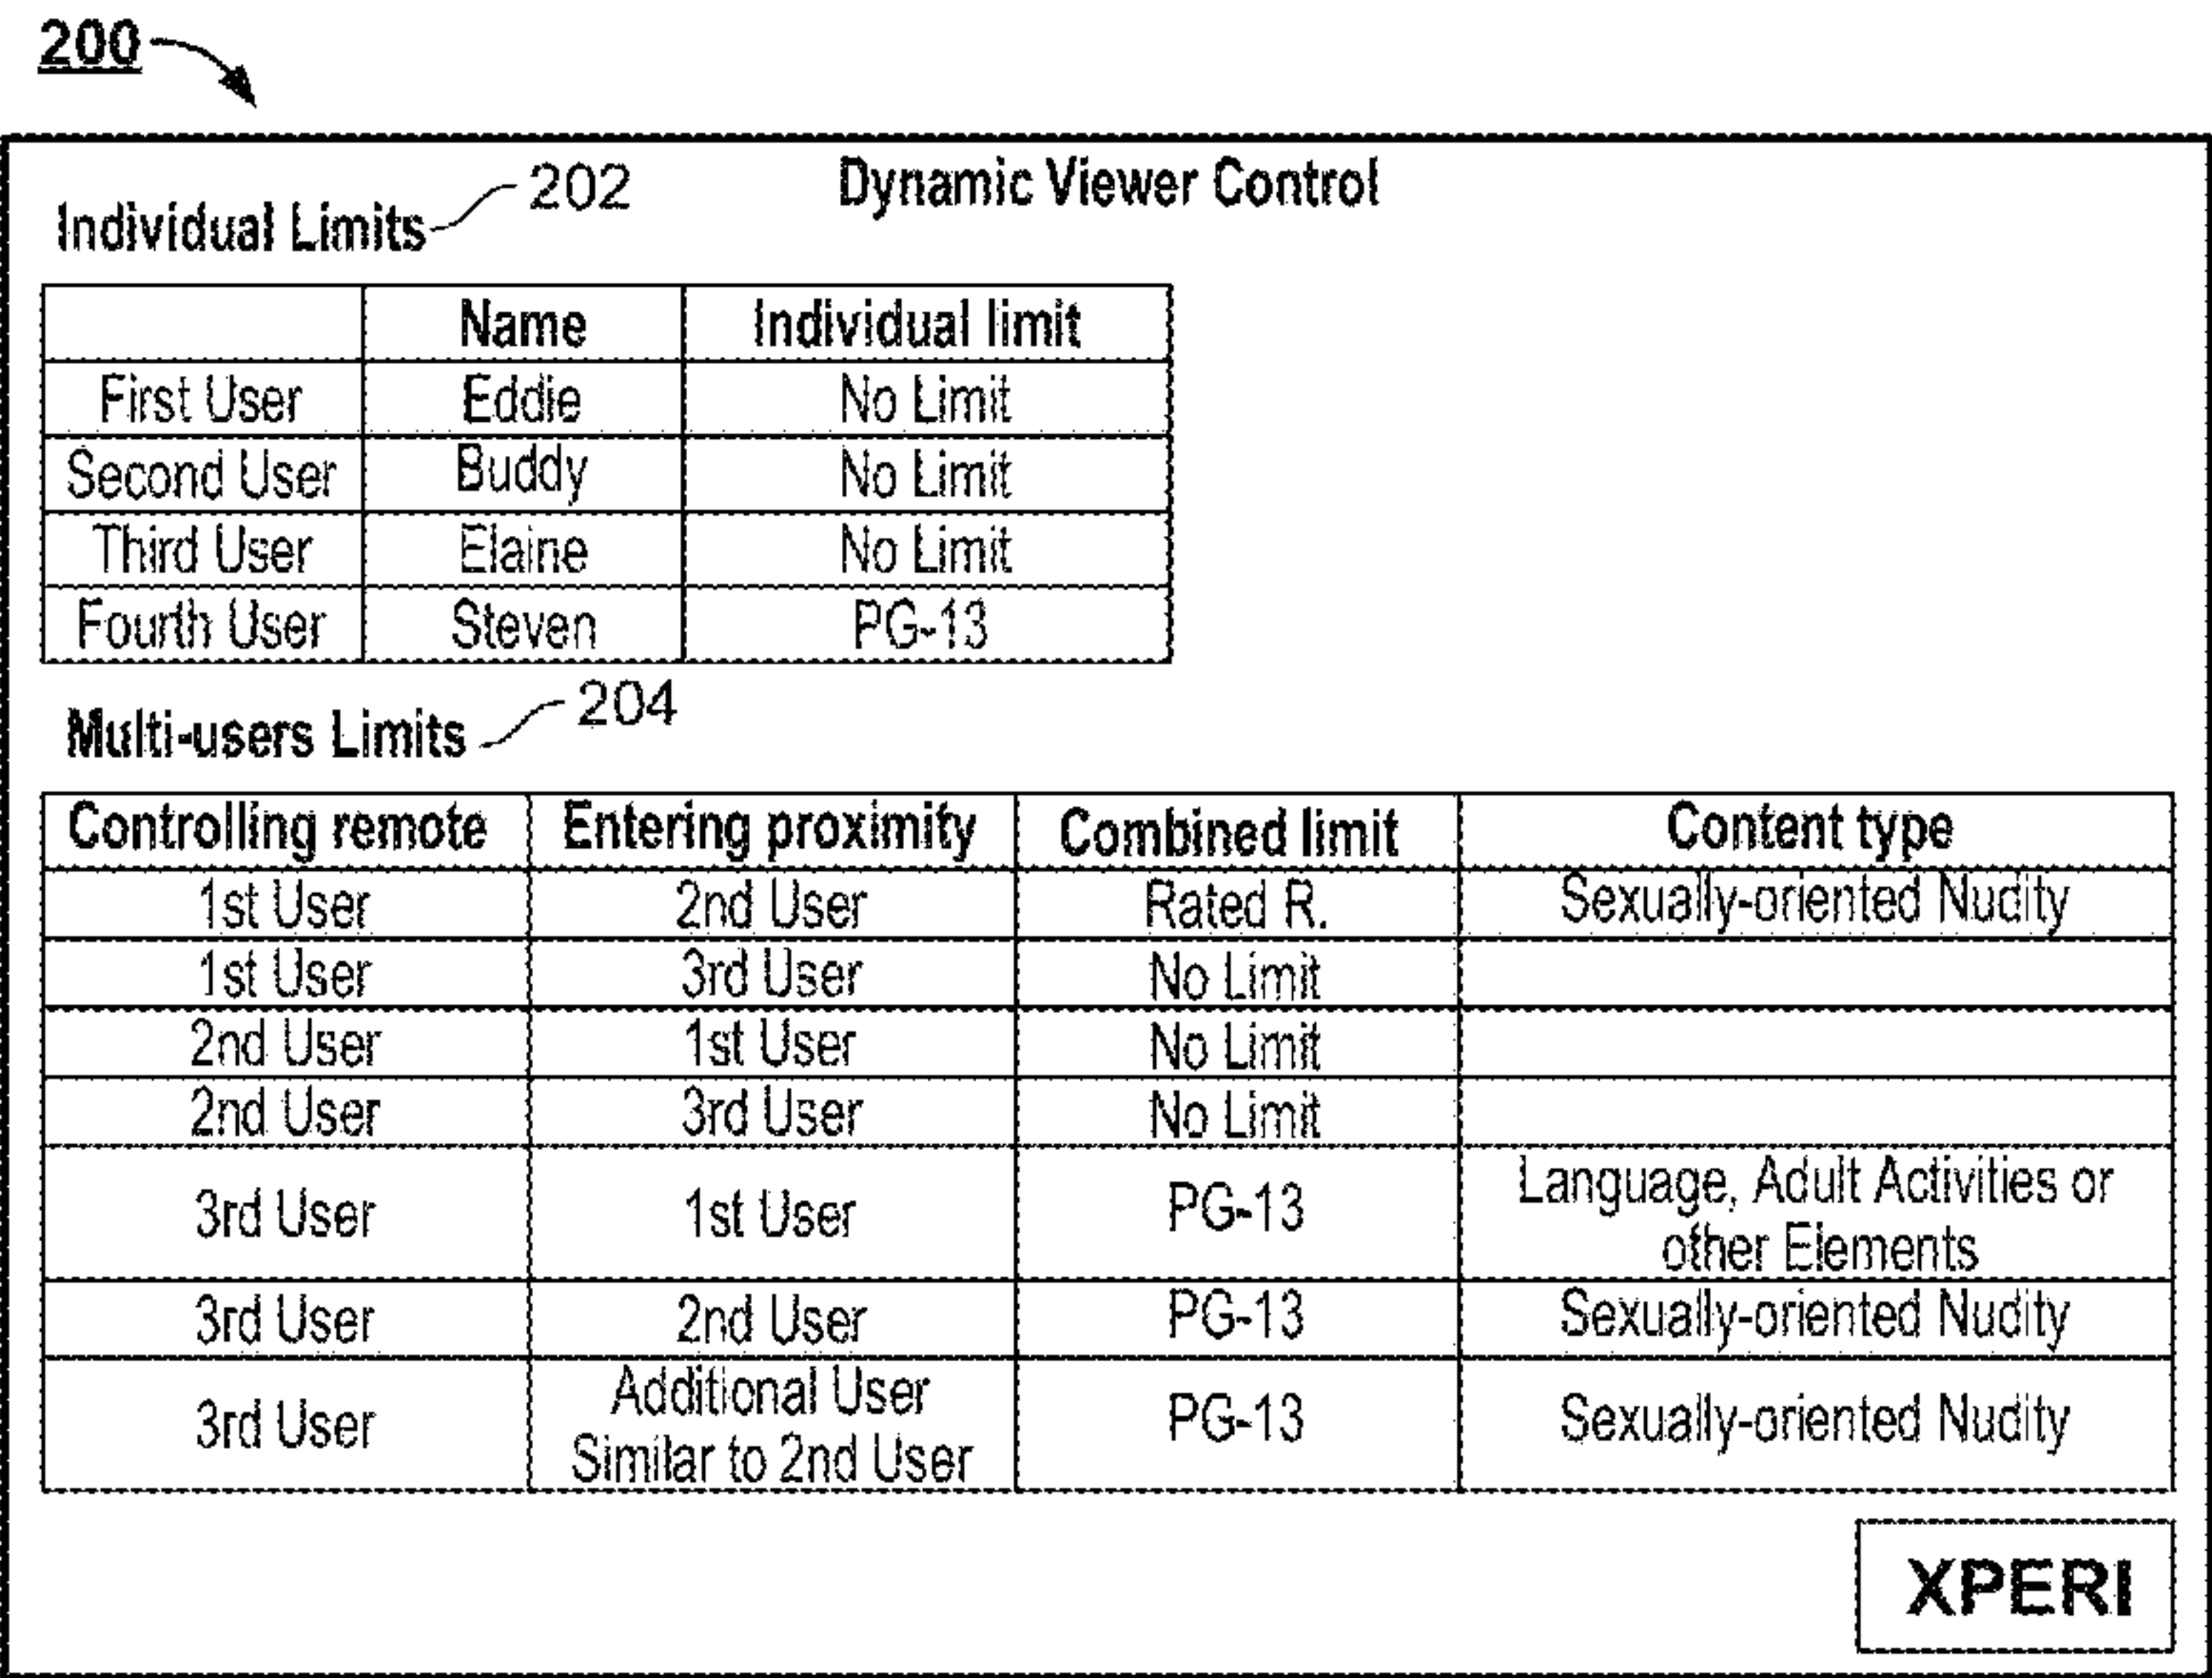 200
Dynamic Viewer Control
Individual Limits 202
Name Individual limit
First User Eddie No Limit
Second User Buddy No Limit
Third User Elaine No Limit
Fourth User Steven PG-13
Multi-users Limits 204
Controlling remote Entering proximity Combined limit Content type
1st User 2nd User Rated R. Sexually-oriented Nudity
1st User 3rd User No Limit
2nd User 1st User No Limit
2nd User 3rd User No Limit
3rd User 1st User PG-13 Language, Adult Activities or
other Elements
3rd User 2nd User PG-13 Sexually-oriented Nudity
3rd User Additional User
Similar to 2nd User PG-13 Sexually-oriented Nudity
XPERI